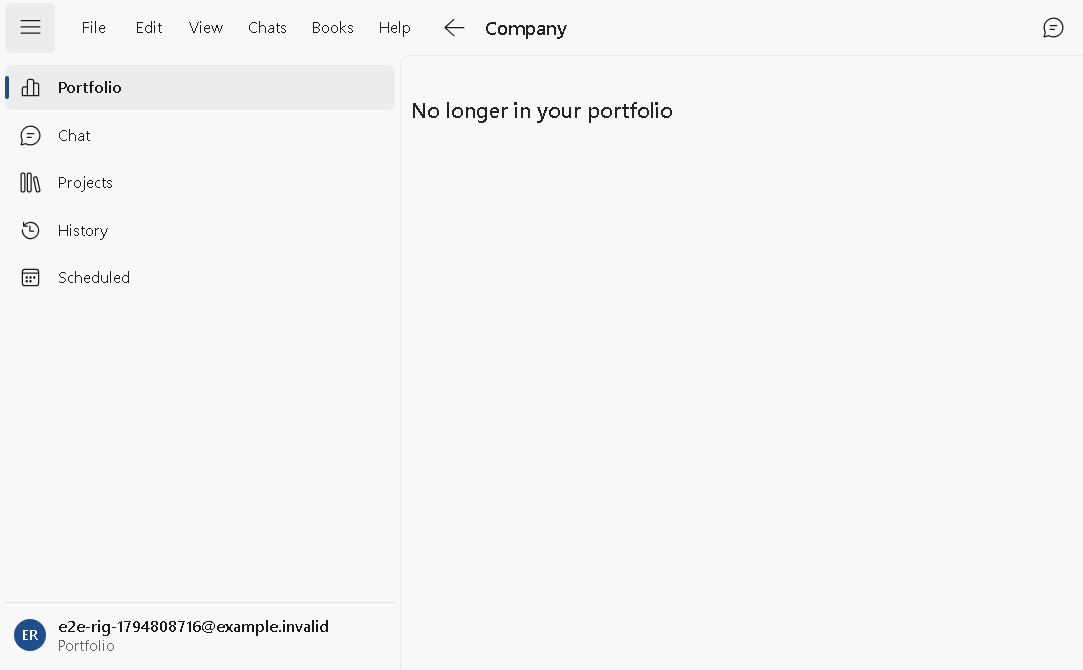 File Edit View Chats Books Help Company
Portfolio
Chat
Projects
History
Scheduled
No longer in your portfolio
ER
e2e-rig-1794808716@example.invalid
Portfolio